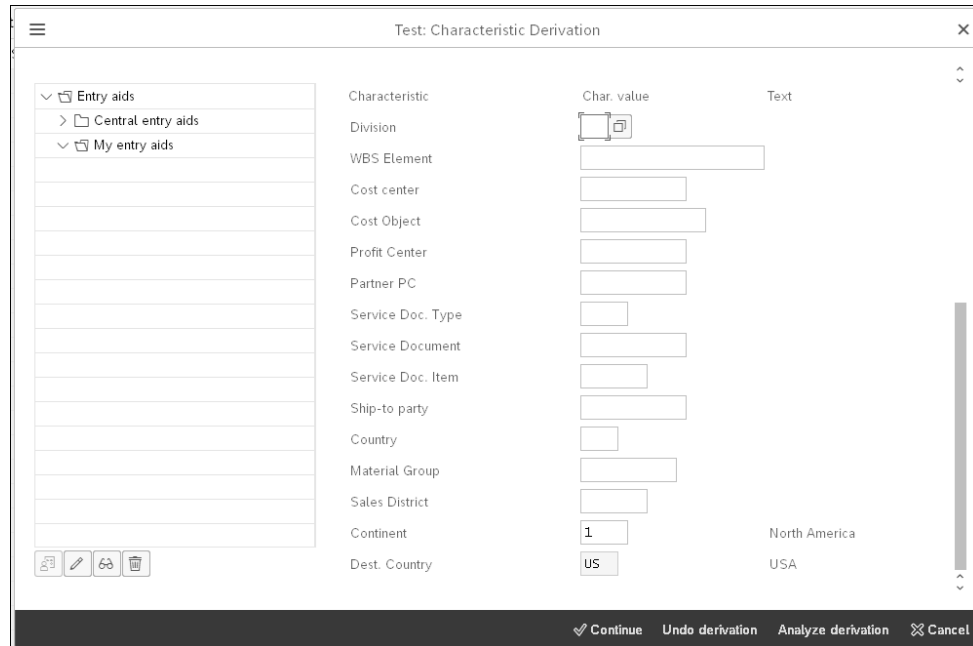 Test: Characteristic Derivation
Entry aids
Central entry aids
My entry aids
Characteristic Char. value Text
Division
WBS Element
Cost center
Cost Object
Profit Center
Partner PC
Service Doc. Type
Service Document
Service Doc. Item
Ship-to party
Country
Material Group
Sales District
Continent 1 North America
Dest. Country US USA
Continue Undo derivation Analyze derivation Cancel